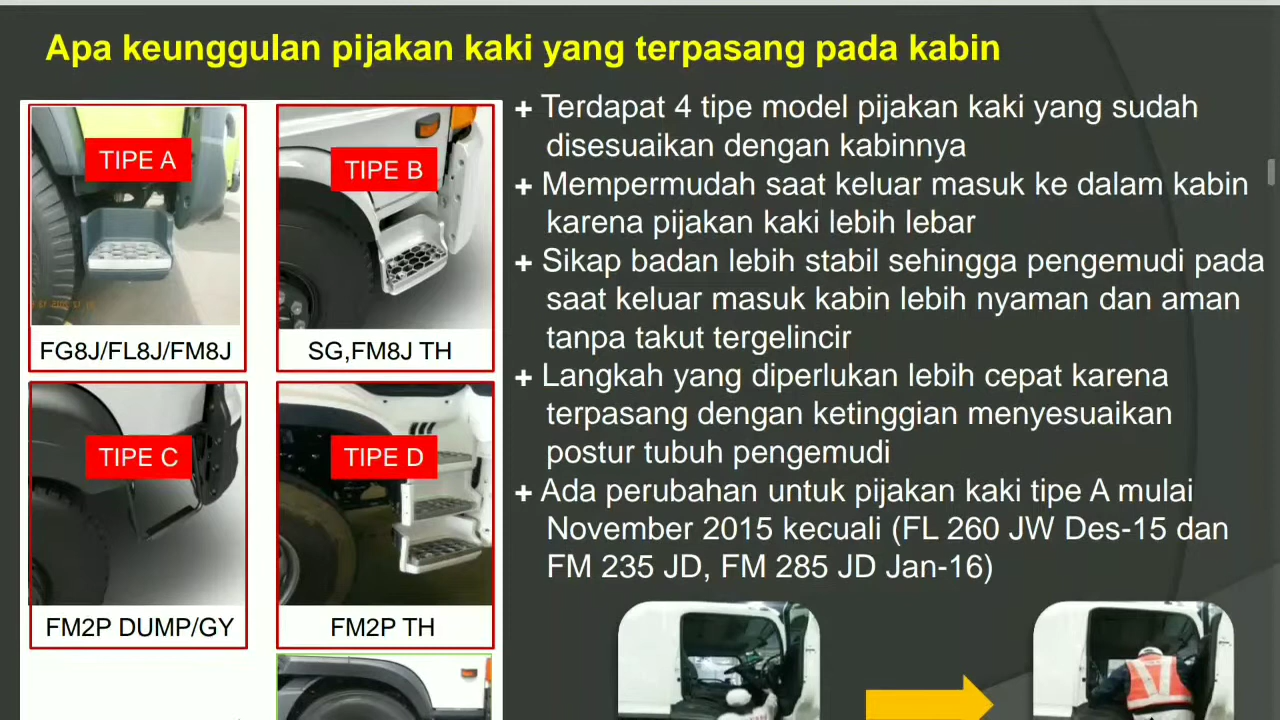 Apa keunggulan pijakan kaki yang terpasang pada kabin
TIPE A
FG8J/FL8J/FM8J
TIPE B
SG,FM8J TH
TIPE C
FM2P DUMP/GY
TIPE D
FM2P TH
+ Terdapat 4 tipe model pijakan kaki yang sudah
disesuaikan dengan kabinnya
+ Mempermudah saat keluar masuk ke dalam kabin
karena pijakan kaki lebih lebar
+ Sikap badan lebih stabil sehingga pengemudi pada
saat keluar masuk kabin lebih nyaman dan aman
tanpa takut tergelincir
+ Langkah yang diperlukan lebih cepat karena
terpasang dengan ketinggian menyesuaikan
postur tubuh pengemudi
+ Ada perubahan untuk pijakan kaki tipe A mulai
November 2015 kecuali (FL 260 JW Des-15 dan
FM 235 JD, FM 285 JD Jan-16)